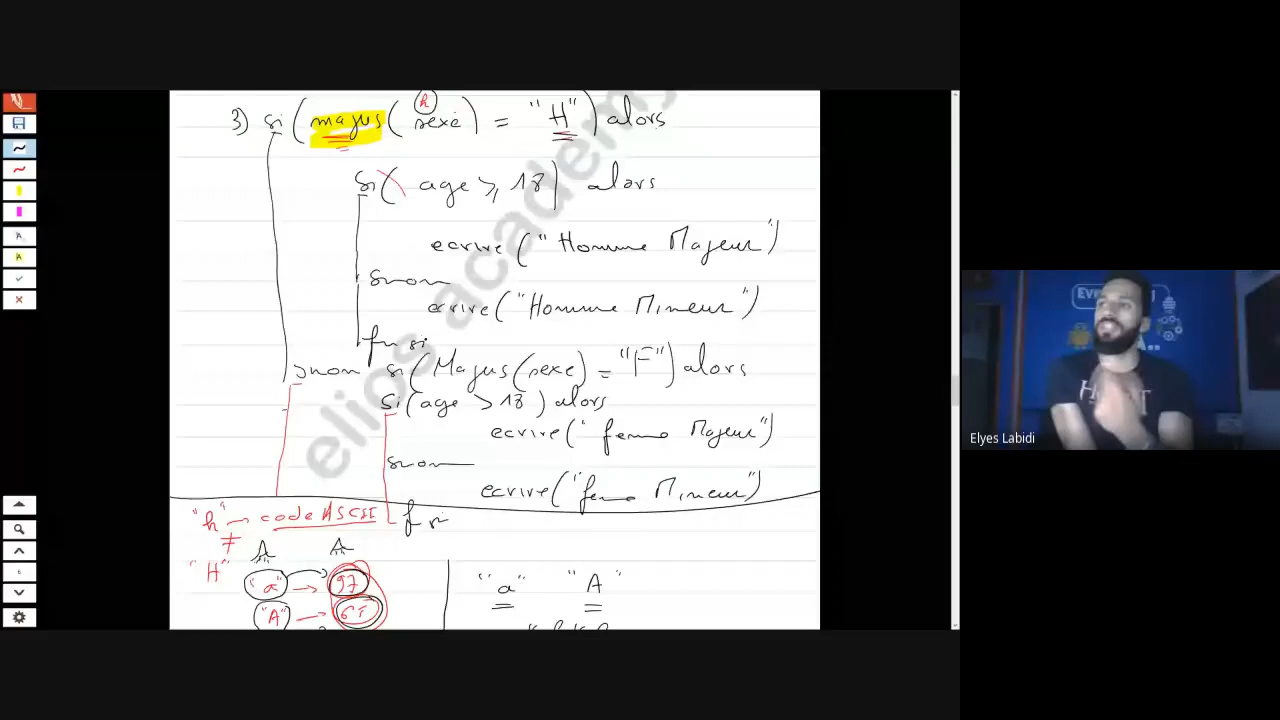 3) si (majus( sexe) = "H") alors
h
si( age ⩾ 18) alors
ecrire("Homme Majeur")
sinon
ecrire("Homme Mineur")
fin si
sinon si(Majus(sexe) = "F") alors
si(age > 18) alors
ecrire("femme Majeur")
sinon
ecrire("femme Mineur")
fin si
"h" → code ASCII
≠
"H"
A A
"a" → 97
"A" → 65
"a" "A"
elios academy
Elyes Labidi